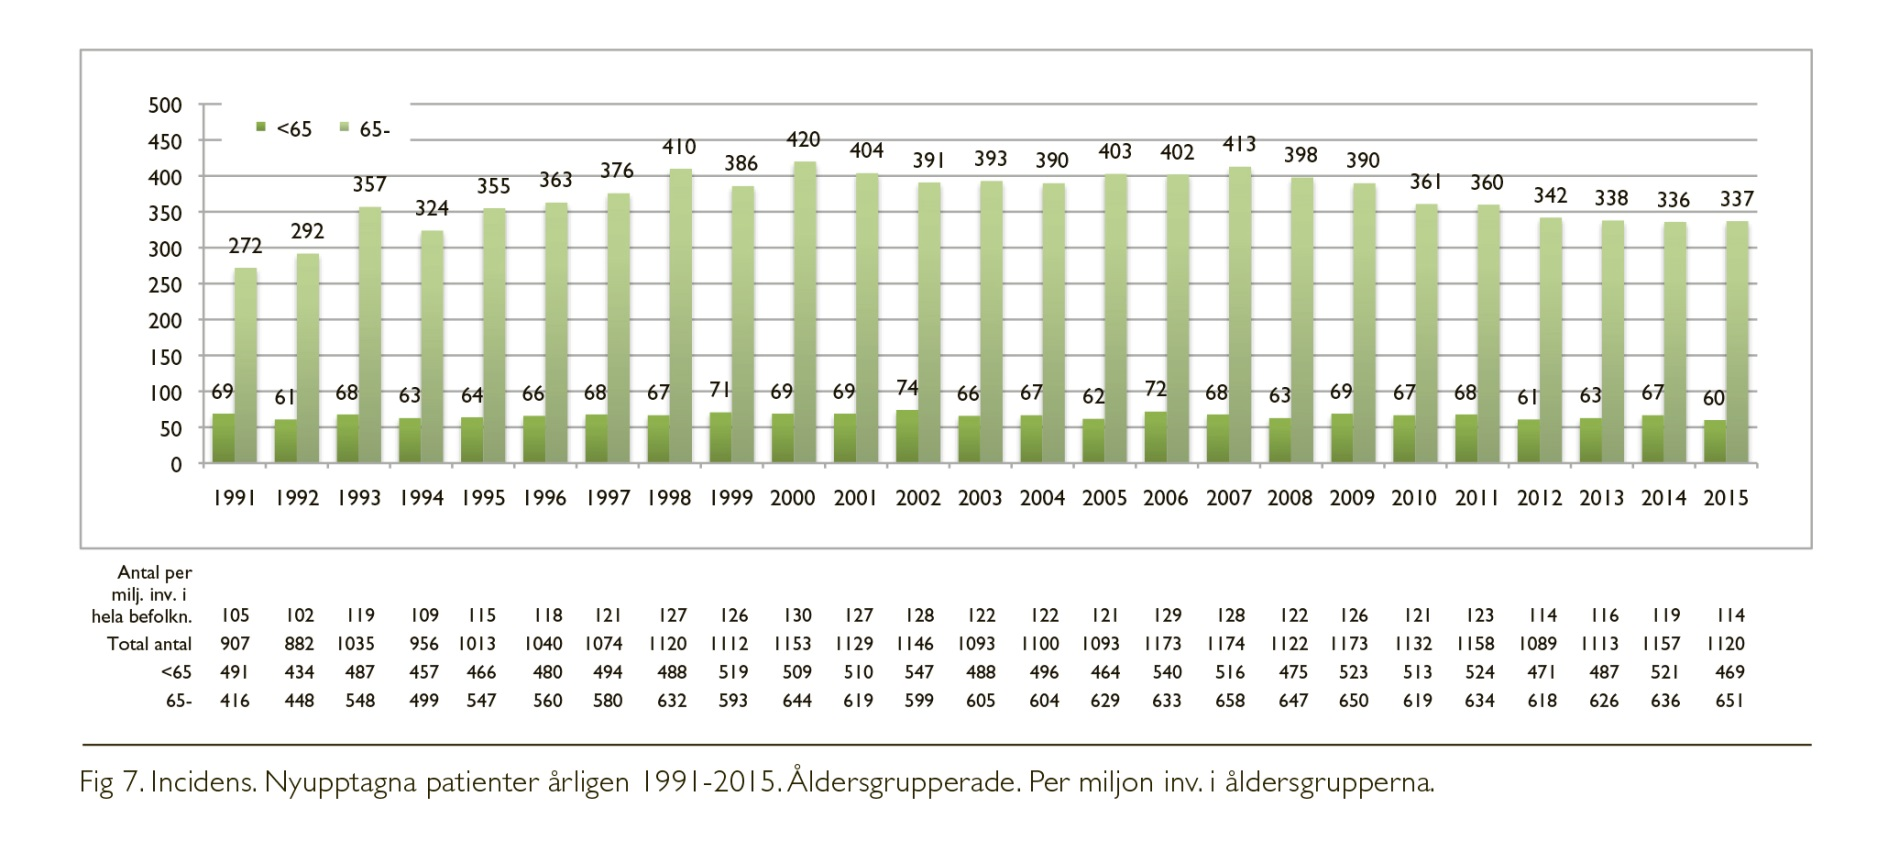 500
<65 65-
450
400
350
300
250
200
150
100
50
0
272 292 357 324 355 363 376 410 386 420 404 391 393 390 403 402 413 398 390 361 360 342 338 336 337
69 61 68 63 64 66 68 67 71 69 69 74 66 67 62 72 68 63 69 67 68 61 63 67 60
1991 1992 1993 1994 1995 1996 1997 1998 1999 2000 2001 2002 2003 2004 2005 2006 2007 2008 2009 2010 2011 2012 2013 2014 2015
Antal per
milj. inv. i
hela befolkn. 105 102 119 109 115 118 121 127 126 130 127 128 122 122 121 129 128 122 126 121 123 114 116 119 114
Total antal 907 882 1035 956 1013 1040 1074 1120 1112 1153 1129 1146 1093 1100 1093 1173 1174 1122 1173 1132 1158 1089 1113 1157 1120
<65 491 434 487 457 466 480 494 488 519 509 510 547 488 496 464 540 516 475 523 513 524 471 487 521 469
65- 416 448 548 499 547 560 580 632 593 644 619 599 605 604 629 633 658 647 650 619 634 618 626 636 651
Fig 7. Incidens. Nyupptagna patienter årligen 1991-2015. Åldersgrupperade. Per miljon inv. i åldersgrupperna.